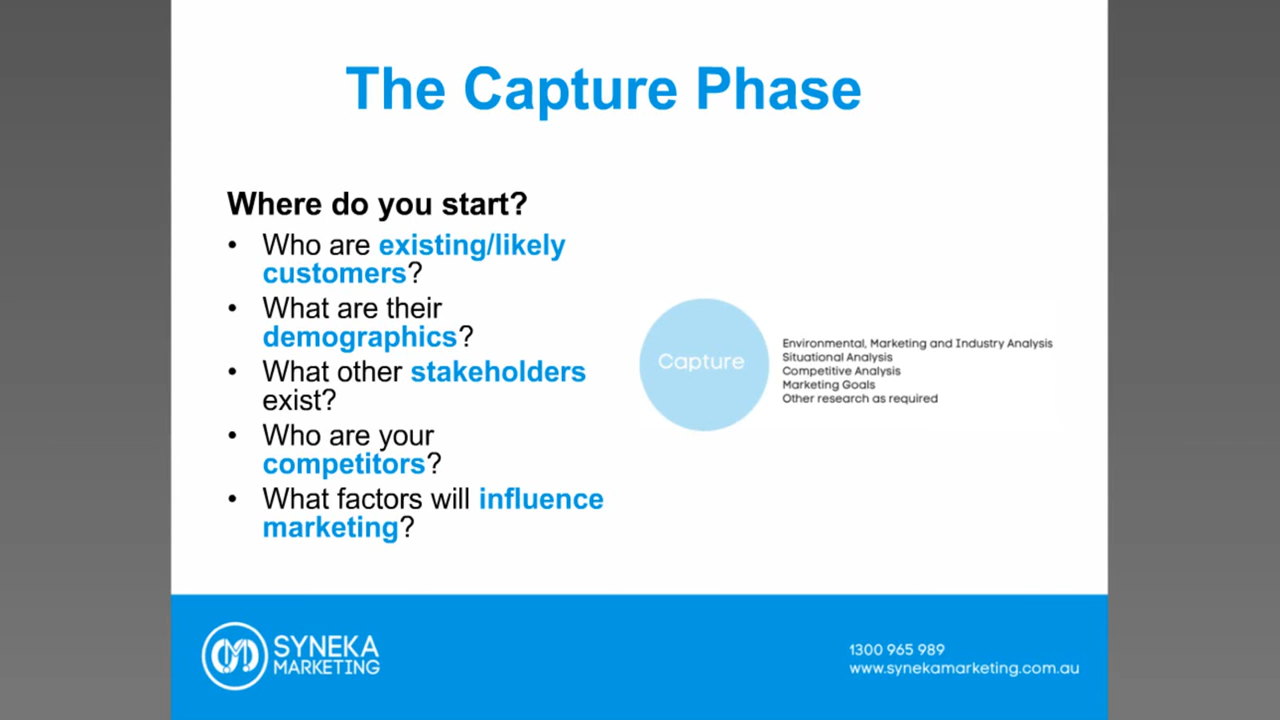 The Capture Phase
Where do you start?
• Who are existing/likely
customers?
• What are their
demographics?
• What other stakeholders
exist?
• Who are your
competitors?
• What factors will influence
marketing?
Capture
Environmental, Marketing and Industry Analysis
Situational Analysis
Competitive Analysis
Marketing Goals
Other research as required
SYNEKA
MARKETING
1300 965 989
www.synekamarketing.com.au